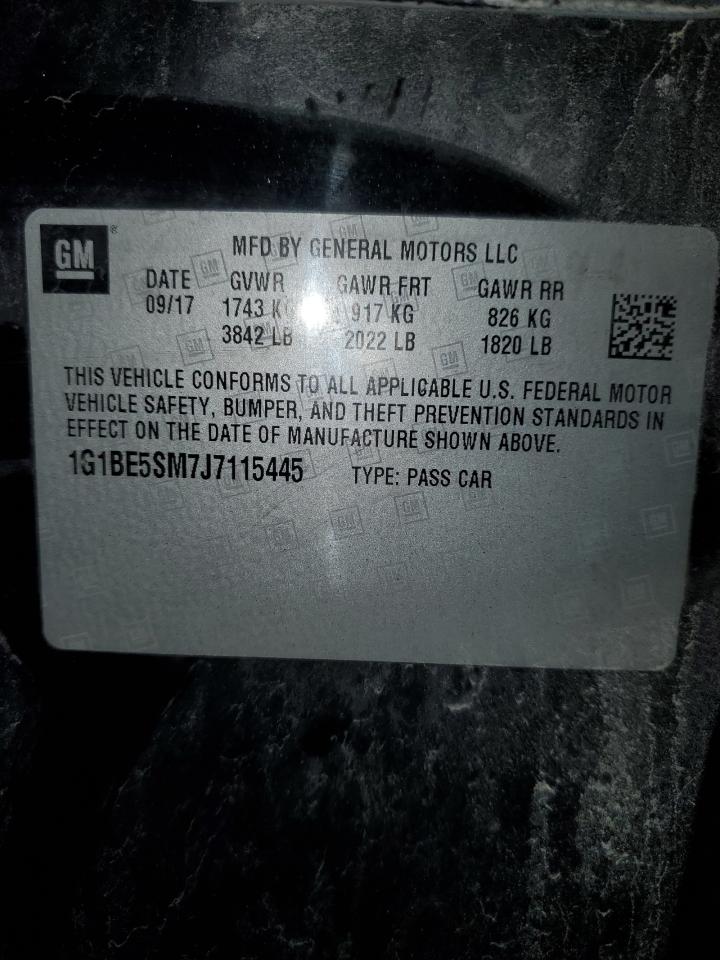 GM
®
MFD BY GENERAL MOTORS LLC
DATE GVWR GAWR FRT GAWR RR
09/17 1743 KG 917 KG 826 KG
3842 LB 2022 LB 1820 LB
THIS VEHICLE CONFORMS TO ALL APPLICABLE U.S. FEDERAL MOTOR
VEHICLE SAFETY, BUMPER, AND THEFT PREVENTION STANDARDS IN
EFFECT ON THE DATE OF MANUFACTURE SHOWN ABOVE.
1G1BE5SM7J7115445 TYPE: PASS CAR